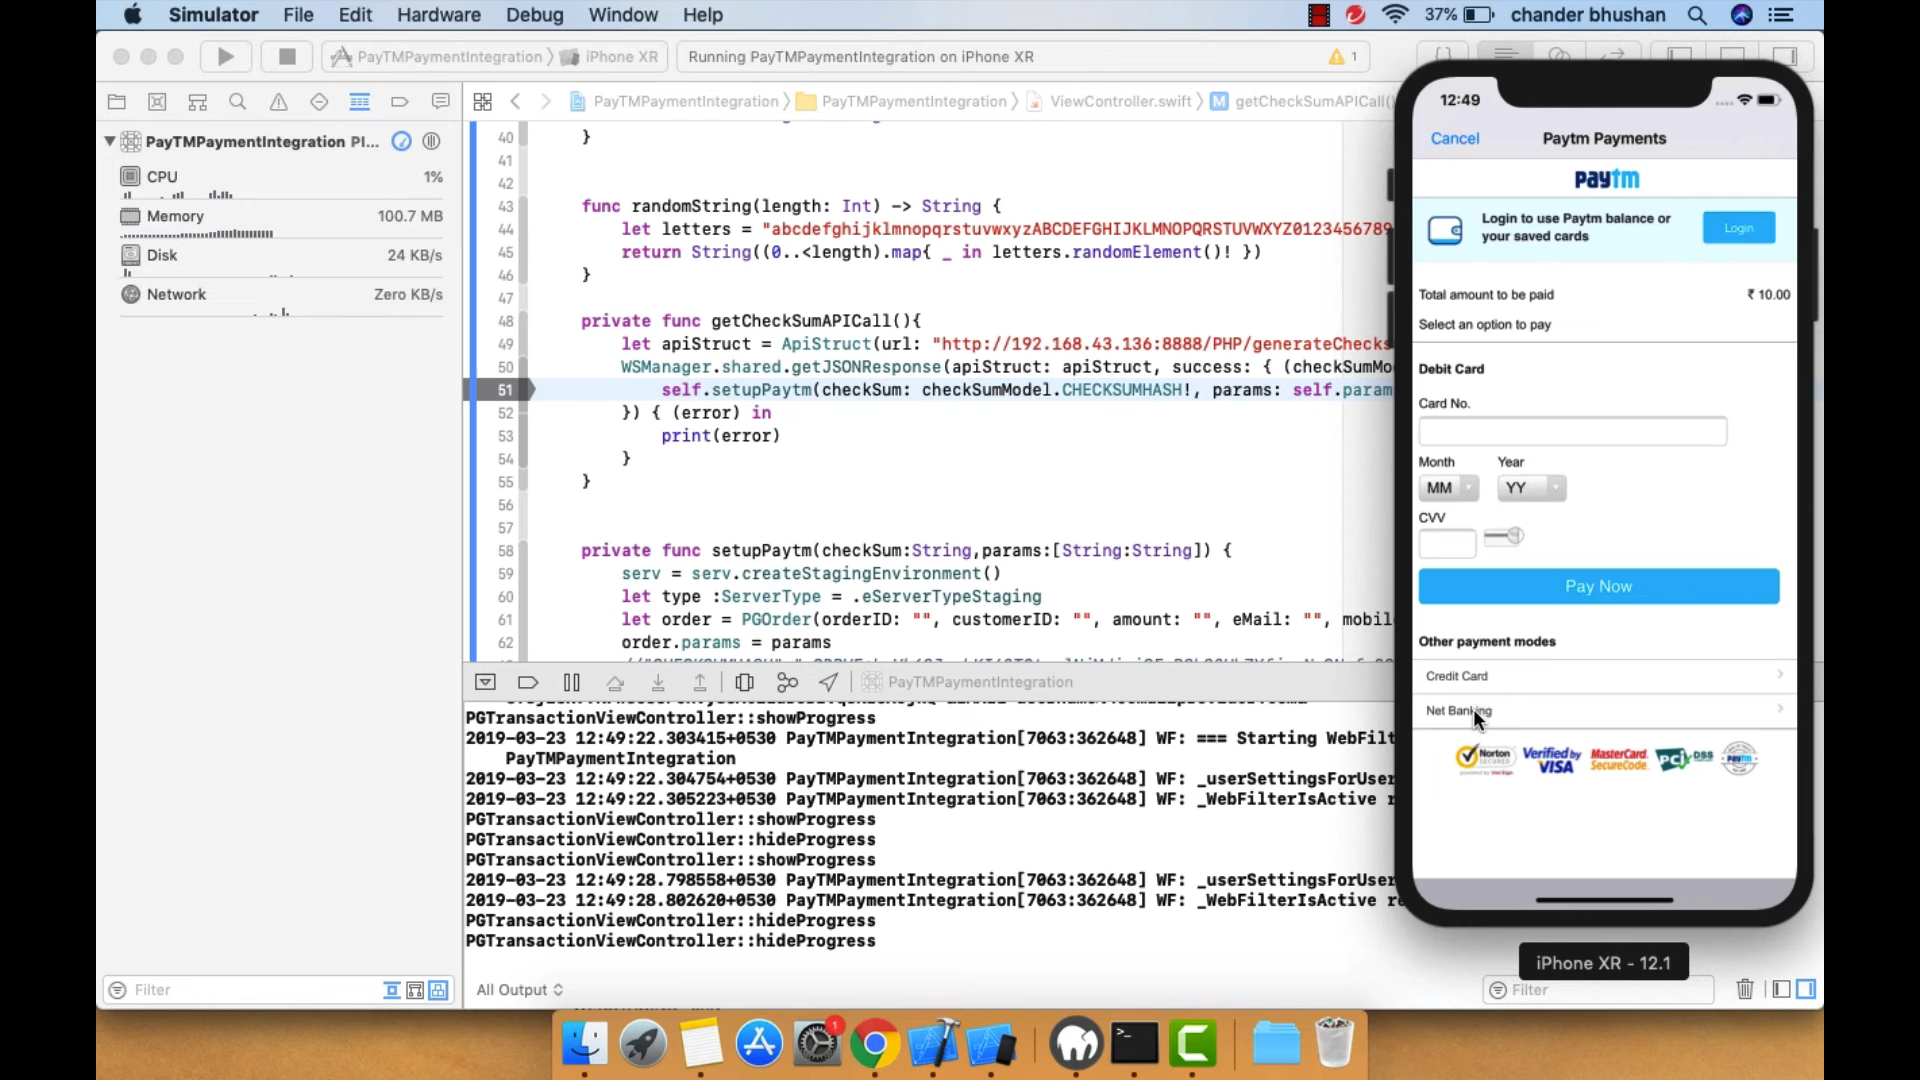 Simulator File Edit Hardware Debug Window Help 37% chander bhushan
PayTMPaymentIntegration iPhone XR Running PayTMPaymentIntegration on iPhone XR 1
PayTMPaymentIntegration PayTMPaymentIntegration ViewController.swift M getCheckSumAPICall()
PayTMPaymentIntegration PI...
CPU 1%
Memory 100.7 MB
Disk 24 KB/s
Network Zero KB/s
Filter
40 }
41
42
43 func randomString(length: Int) -> String {
44 let letters = "abcdefghijklmnopqrstuvwxyzABCDEFGHIJKLMNOPQRSTUVWXYZ0123456789
45 return String((0..<length).map{ _ in letters.randomElement()! })
46 }
47
48 private func getCheckSumAPICall(){
49 let apiStruct = ApiStruct(url: "http://192.168.43.136:8888/PHP/generateChecks
50 WSManager.shared.getJSONResponse(apiStruct: apiStruct, success: { (checkSumMo
51 self.setupPaytm(checkSum: checkSumModel.CHECKSUMHASH!, params: self.param
52 }) { (error) in
53 print(error)
54 }
55 }
56
57
58 private func setupPaytm(checkSum:String,params:[String:String]) {
59 serv = serv.createStagingEnvironment()
60 let type :ServerType = .eServerTypeStaging
61 let order = PGOrder(orderID: "", customerID: "", amount: "", eMail: "", mobil
62 order.params = params
PayTMPaymentIntegration
PGTransactionViewController::showProgress
2019-03-23 12:49:22.303415+0530 PayTMPaymentIntegration[7063:362648] WF: === Starting WebFilt
PayTMPaymentIntegration
2019-03-23 12:49:22.304754+0530 PayTMPaymentIntegration[7063:362648] WF: _userSettingsForUser
2019-03-23 12:49:22.305223+0530 PayTMPaymentIntegration[7063:362648] WF: _WebFilterIsActive r
PGTransactionViewController::showProgress
PGTransactionViewController::hideProgress
PGTransactionViewController::showProgress
2019-03-23 12:49:28.798558+0530 PayTMPaymentIntegration[7063:362648] WF: _userSettingsForUser
2019-03-23 12:49:28.802620+0530 PayTMPaymentIntegration[7063:362648] WF: _WebFilterIsActive re
PGTransactionViewController::hideProgress
PGTransactionViewController::hideProgress
All Output
Filter
12:49
Cancel Paytm Payments
paytm
Login to use Paytm balance or
your saved cards
Login
Total amount to be paid ₹ 10.00
Select an option to pay
Debit Card
Card No.
Month Year
MM YY
CVV
Pay Now
Other payment modes
Credit Card
Net Banking
Norton
SECURED
Verified by
VISA
MasterCard.
SecureCode.
PCI DSS
paytm
iPhone XR - 12.1
1